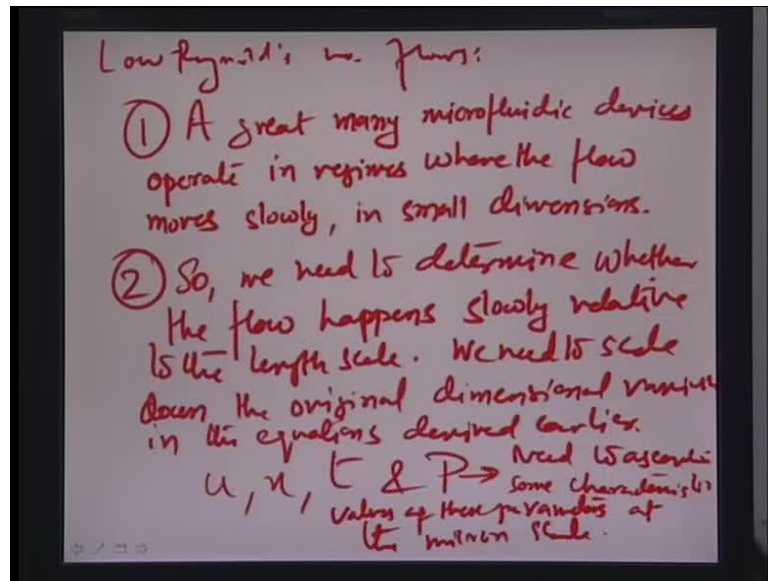 Low Reynold's no. flows:
① A great many microfluidic devices
operate in regimes where the flow
moves slowly, in small dimensions.
② So, we need to determine whether
the flow happens slowly relative
to the length scale. We need to scale
down the original dimensional
in the equations derived earlier.
u, x, t & P → Need to
some characteristic
values of these parameters at
the micron scale.